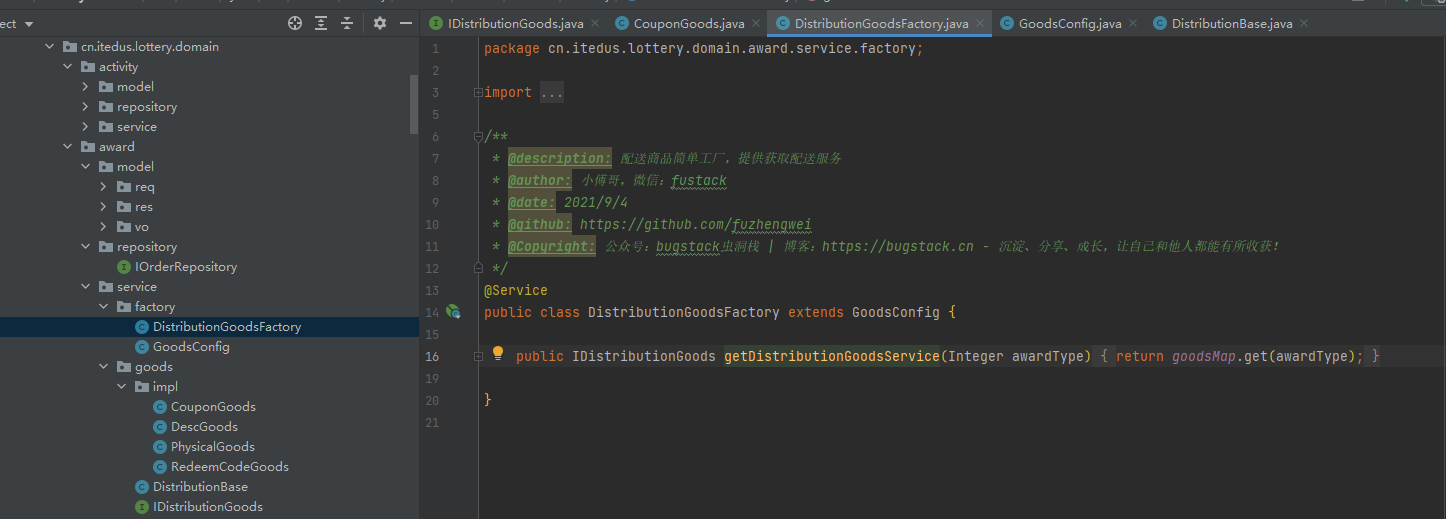 ect
cn.itedus.lottery.domain
activity
model
repository
service
award
model
req
res
vo
repository
IOrderRepository
service
factory
DistributionGoodsFactory
GoodsConfig
goods
impl
CouponGoods
DescGoods
PhysicalGoods
RedeemCodeGoods
DistributionBase
IDistributionGoods
IDistributionGoods.java
CouponGoods.java
DistributionGoodsFactory.java
GoodsConfig.java
DistributionBase.java
1 package cn.itedus.lottery.domain.award.service.factory;
2
3 import ...
5
6 /**
7 * @description: 配送商品简单工厂，提供获取配送服务
8 * @author: 小傅哥，微信：fustack
9 * @date: 2021/9/4
10 * @github: https://github.com/fuzhengwei
11 * @Copyright: 公众号：bugstack虫洞栈 | 博客：https://bugstack.cn - 沉淀、分享、成长，让自己和他人都能有所收获！
12 */
13 @Service
14 public class DistributionGoodsFactory extends GoodsConfig {
15
16 public IDistributionGoods getDistributionGoodsService(Integer awardType) { return goodsMap.get(awardType); }
19
20 }
21